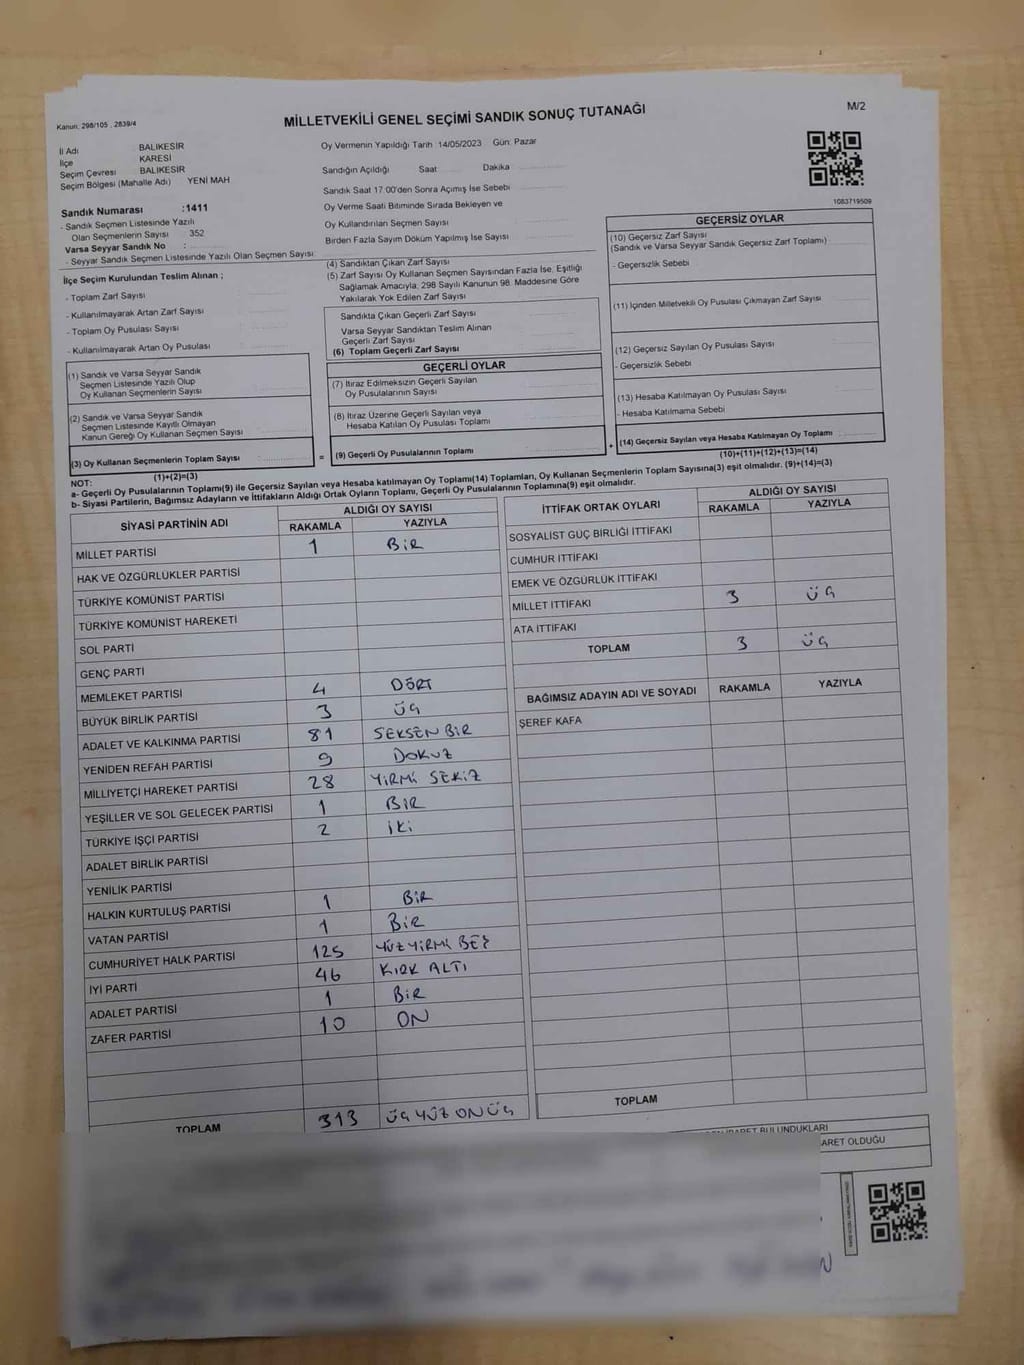 Kanun: 298/105 , 2839/4
MİLLETVEKİLİ GENEL SEÇİMİ SANDIK SONUÇ TUTANAĞI
M/2
İl Adı BALIKESİR
İlçe KARESİ
Seçim Çevresi BALIKESİR
Seçim Bölgesi (Mahalle Adı) YENİ MAH
Sandık Numarası :1411
- Sandık Seçmen Listesinde Yazılı
Olan Seçmenlerin Sayısı 352
Varsa Seyyar Sandık No :
- Seyyar Sandık Seçmen Listesinde Yazılı Olan Seçmen Sayısı:
İlçe Seçim Kurulundan Teslim Alınan ;
- Toplam Zarf Sayısı
- Kullanılmayarak Artan Zarf Sayısı
- Toplam Oy Pusulası Sayısı
- Kullanılmayarak Artan Oy Pusulası
(1) Sandık ve Varsa Seyyar Sandık
Seçmen Listesinde Yazılı Olup
Oy Kullanan Seçmenlerin Sayısı
(2) Sandık ve Varsa Seyyar Sandık
Seçmen Listesinde Kayıtlı Olmayan
Kanun Gereği Oy Kullanan Seçmen Sayısı
(3) Oy Kullanan Seçmenlerin Toplam Sayısı
(1)+(2)=(3)
Oy Vermenin Yapıldığı Tarih :14/05/2023 Gün: Pazar
Sandığın Açıldığı Saat Dakika
Sandık Saat 17:00'den Sonra Açımış İse Sebebi
Oy Verme Saati Bitiminde Sırada Bekleyen ve
Oy Kullandırılan Seçmen Sayısı
Birden Fazla Sayım Döküm Yapılmış İse Sayısı
(4) Sandıktan Çıkan Zarf Sayısı
(5) Zarf Sayısı Oy Kullanan Seçmen Sayısından Fazla İse, Eşitliği
Sağlamak Amacıyla; 298 Sayılı Kanunun 98. Maddesine Göre
Yakılarak Yok Edilen Zarf Sayısı
Sandıkta Çıkan Geçerli Zarf Sayısı
Varsa Seyyar Sandıktan Teslim Alınan
Geçerli Zarf Sayısı
(6) Toplam Geçerli Zarf Sayısı
GEÇERLİ OYLAR
(7) İtiraz Edilmeksizin Geçerli Sayılan
Oy Pusulalarının Sayısı
(8) İtiraz Üzerine Geçerli Sayılan veya
Hesaba Katılan Oy Pusulası Toplamı
= (9) Geçerli Oy Pusulalarının Toplamı +
1083719509
GEÇERSİZ OYLAR
(10) Geçersiz Zarf Sayısı
(Sandık ve Varsa Seyyar Sandık Geçersiz Zarf Toplamı)
- Geçersizlik Sebebi
(11) İçinden Milletvekili Oy Pusulası Çıkmayan Zarf Sayısı
(12) Geçersiz Sayılan Oy Pusulası Sayısı
- Geçersizlik Sebebi
(13) Hesaba Katılmayan Oy Pusulası Sayısı
- Hesaba Katılmama Sebebi
(14) Geçersiz Sayılan veya Hesaba Katılmayan Oy Toplamı
(10)+(11)+(12)+(13)=(14)
NOT:
a- Geçerli Oy Pusulalarının Toplamı(9) ile Geçersiz Sayılan veya Hesaba katılmayan Oy Toplamı(14) Toplamları, Oy Kullanan Seçmenlerin Toplam Sayısına(3) eşit olmalıdır. (9)+(14)=(3)
b- Siyasi Partilerin, Bağımsız Adayların ve İttifakların Aldığı Ortak Oyların Toplamı, Geçerli Oy Pusulalarının Toplamına(9) eşit olmalıdır.
SİYASİ PARTİNİN ADI ALDIĞI OY SAYISI
RAKAMLA YAZIYLA
MİLLET PARTİSİ 1 BİR
HAK VE ÖZGÜRLÜKLER PARTİSİ
TÜRKİYE KOMÜNİST PARTİSİ
TÜRKİYE KOMÜNİST HAREKETİ
SOL PARTİ
GENÇ PARTİ
MEMLEKET PARTİSİ 4 DÖRT
BÜYÜK BİRLİK PARTİSİ 3 ÜÇ
ADALET VE KALKINMA PARTİSİ 81 SEKSEN BİR
YENİDEN REFAH PARTİSİ 9 DOKUZ
MİLLİYETÇİ HAREKET PARTİSİ 28 YİRMİ SEKİZ
YEŞİLLER VE SOL GELECEK PARTİSİ 1 BİR
TÜRKİYE İŞÇİ PARTİSİ 2 İKİ
ADALET BİRLİK PARTİSİ
YENİLİK PARTİSİ
HALKIN KURTULUŞ PARTİSİ 1 BİR
VATAN PARTİSİ 1 BİR
CUMHURİYET HALK PARTİSİ 125 YÜZ YİRMİ BEŞ
İYİ PARTİ 46 KIRK ALTI
ADALET PARTİSİ 1 BİR
ZAFER PARTİSİ 10 ON
TOPLAM 313 ÜÇ YÜZ ON ÜÇ
İTTİFAK ORTAK OYLARI ALDIĞI OY SAYISI
RAKAMLA YAZIYLA
SOSYALİST GÜÇ BİRLİĞİ İTTİFAKI
CUMHUR İTTİFAKI
EMEK VE ÖZGÜRLÜK İTTİFAKI
MİLLET İTTİFAKI 3 ÜÇ
ATA İTTİFAKI
TOPLAM 3 ÜÇ
BAĞIMSIZ ADAYIN ADI VE SOYADI RAKAMLA YAZIYLA
ŞEREF KAFA
TOPLAM
BULUNDUKLARI
ARET OLDUĞU